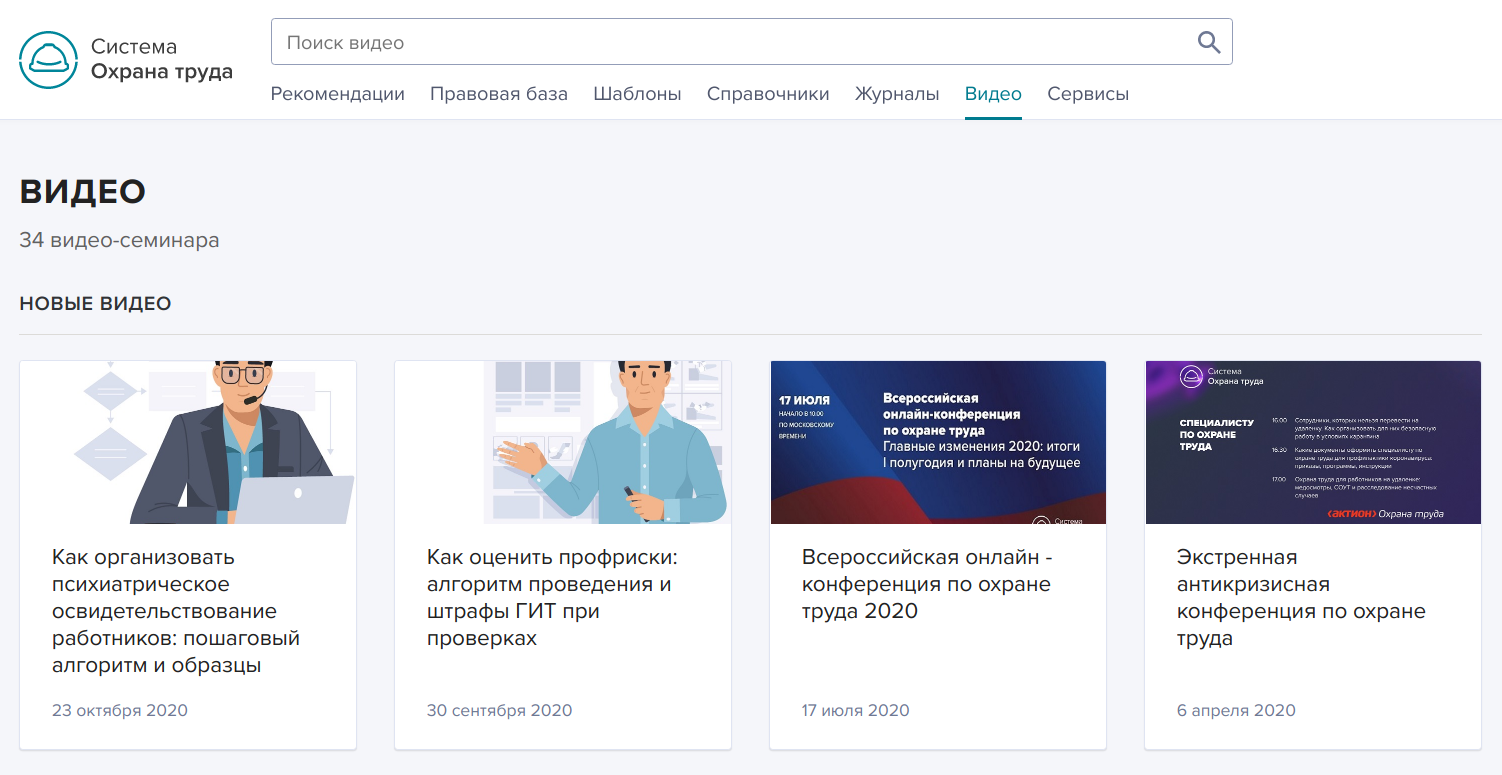 Система
Охрана труда
Поиск видео
Рекомендации Правовая база Шаблоны Справочники Журналы Видео Сервисы
ВИДЕО
34 видео-семинара
НОВЫЕ ВИДЕО
17 ИЮЛЯ
НАЧАЛО В 10:00
ПО МОСКОВСКОМУ
ВРЕМЕНИ
Всероссийская
онлайн-конференция
по охране труда
Главные изменения 2020: итоги
I полугодия и планы на будущее
Система
Система
Охрана труда
СПЕЦИАЛИСТУ
ПО ОХРАНЕ
ТРУДА
16.00 Сотрудники, которых нельзя перевести на
удаленку. Как организовать для них безопасную
работу в условиях карантина
16.30 Какие документы оформить специалисту по
охране труда для профилактики коронавируса:
приказы, программы, инструкции
17.00 Охрана труда для работников на удаленке:
медосмотры, СОУТ и расследование несчастных
случаев
‹актион› Охрана труда
Как организовать
психиатрическое
освидетельствование
работников: пошаговый
алгоритм и образцы
23 октября 2020
Как оценить профриски:
алгоритм проведения и
штрафы ГИТ при
проверках
30 сентября 2020
Всероссийская онлайн -
конференция по охране
труда 2020
17 июля 2020
Экстренная
антикризисная
конференция по охране
труда
6 апреля 2020